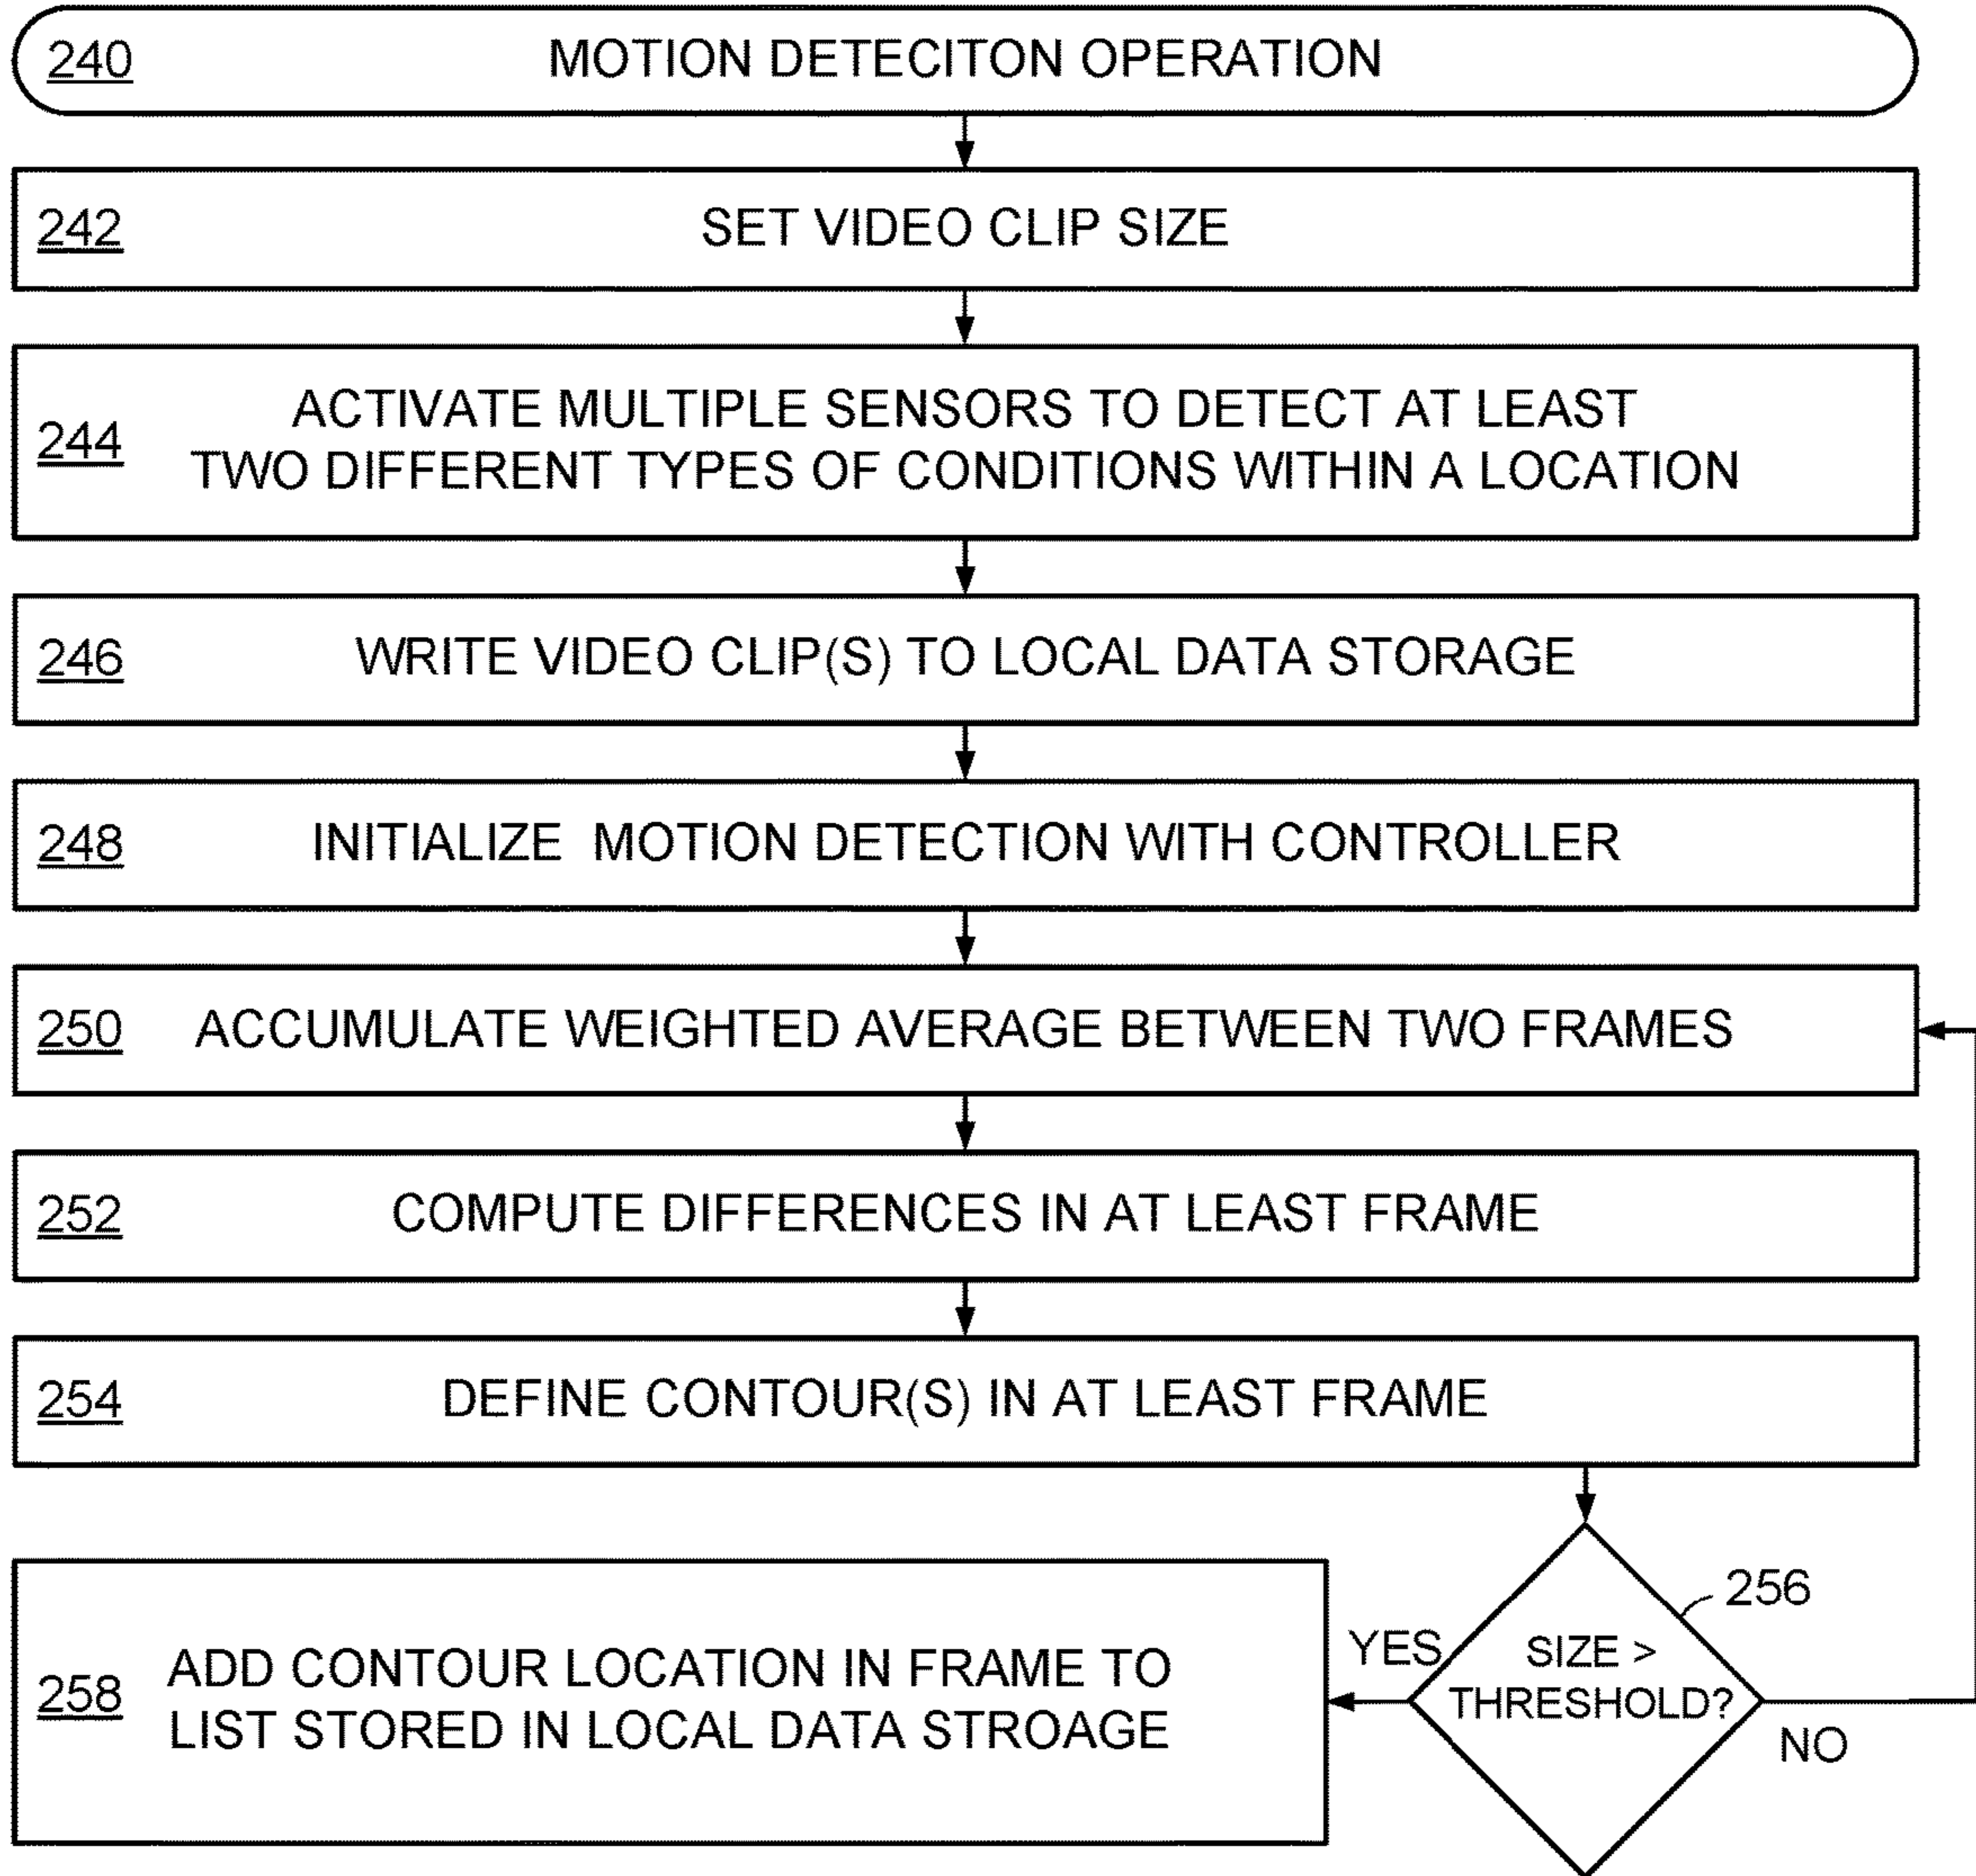 240 MOTION DETECITON OPERATION
242 SET VIDEO CLIP SIZE
ACTIVATE MULTIPLE SENSORS TO DETECT AT LEAST
244 TWO DIFFERENT TYPES OF CONDITIONS WITHIN A LOCATION
246 WRITE VIDEO CLIP(S) TO LOCAL DATA STORAGE
248 INITIALIZE MOTION DETECTION WITH CONTROLLER
250 ACCUMULATE WEIGHTED AVERAGE BETWEEN TWO FRAMES
252 COMPUTE DIFFERENCES IN AT LEAST FRAME
254 DEFINE CONTOUR(S) IN AT LEAST FRAME
256
SIZE >
THRESHOLD?
YES
NO
258 ADD CONTOUR LOCATION IN FRAME TO
LIST STORED IN LOCAL DATA STROAGE